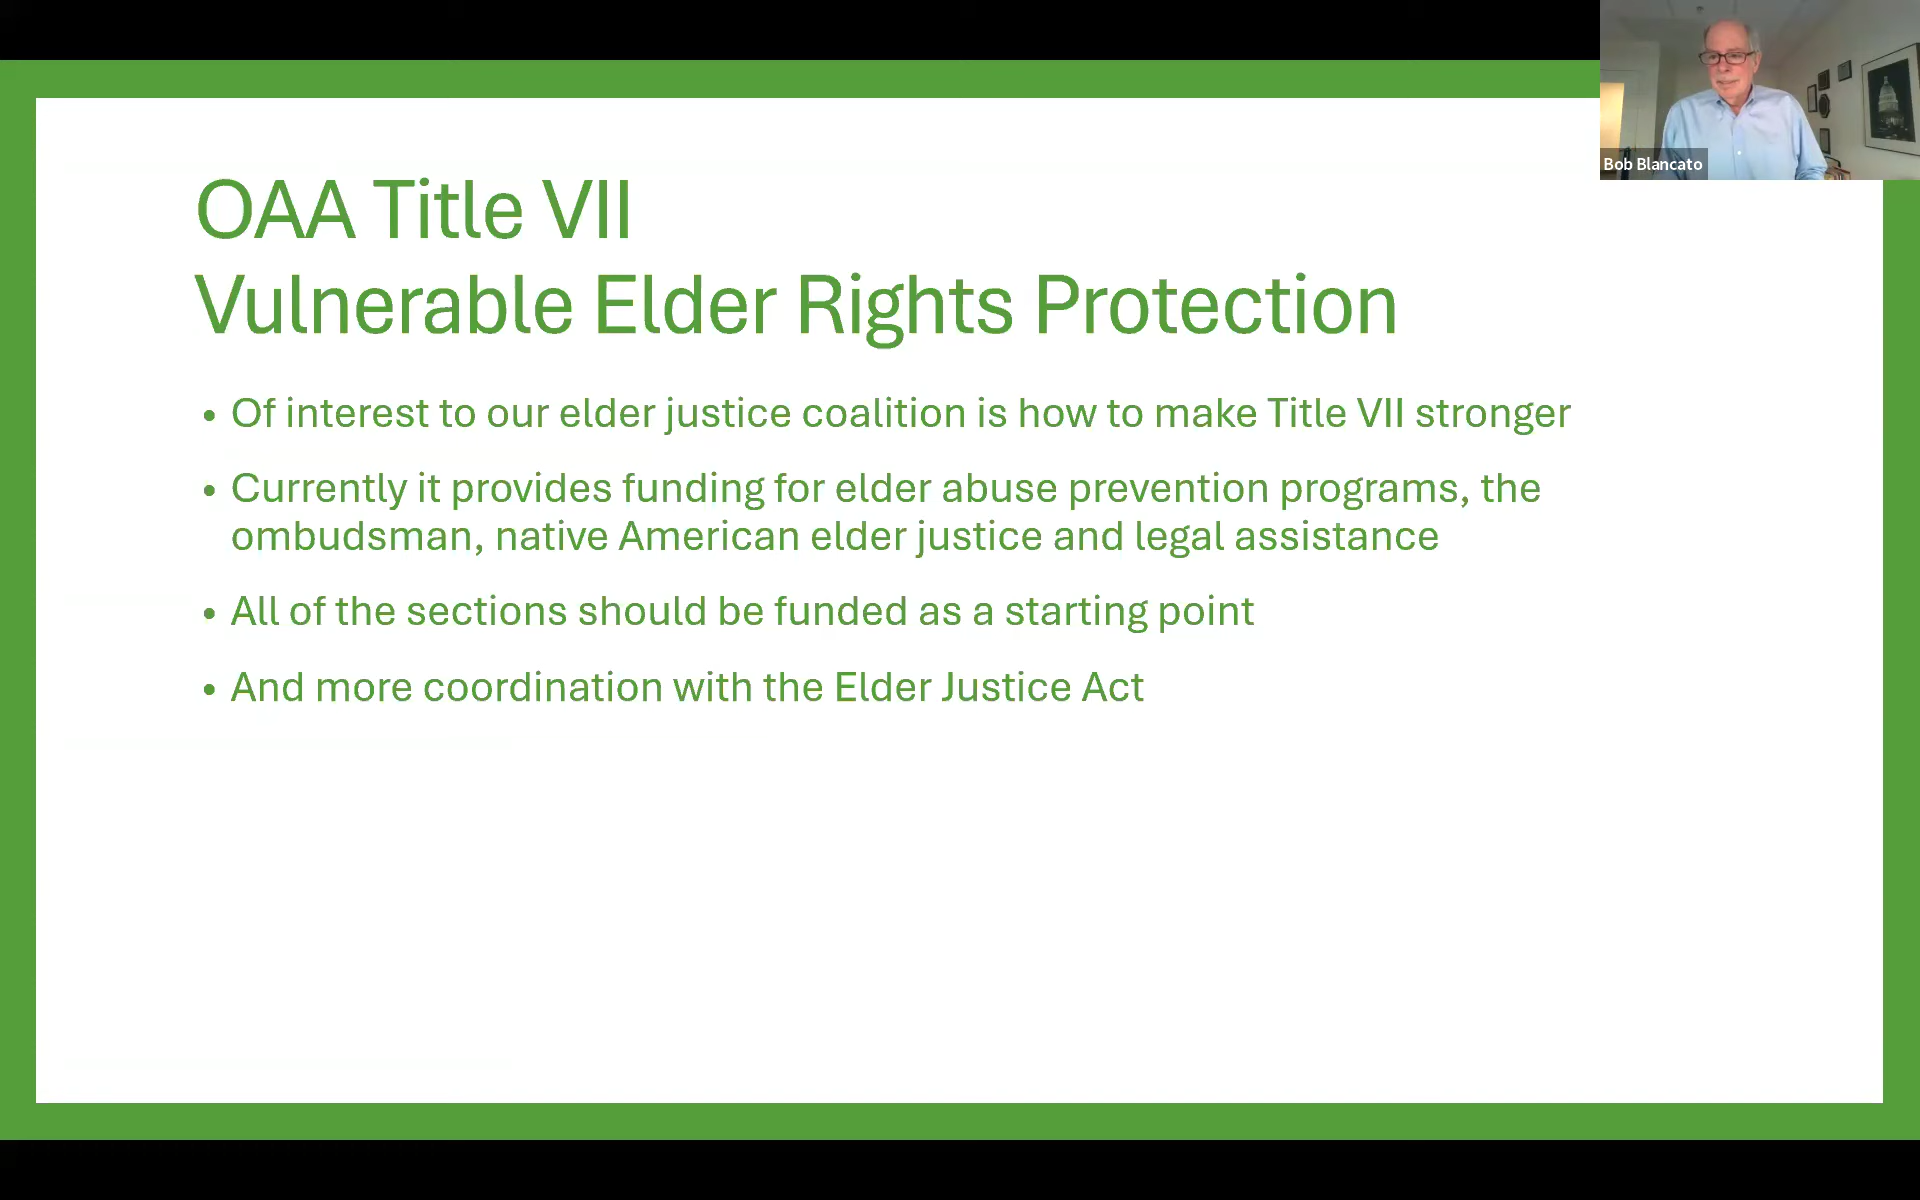 Bob Blancato
OAA Title VII
Vulnerable Elder Rights Protection
• Of interest to our elder justice coalition is how to make Title VII stronger
• Currently it provides funding for elder abuse prevention programs, the
ombudsman, native American elder justice and legal assistance
• All of the sections should be funded as a starting point
• And more coordination with the Elder Justice Act